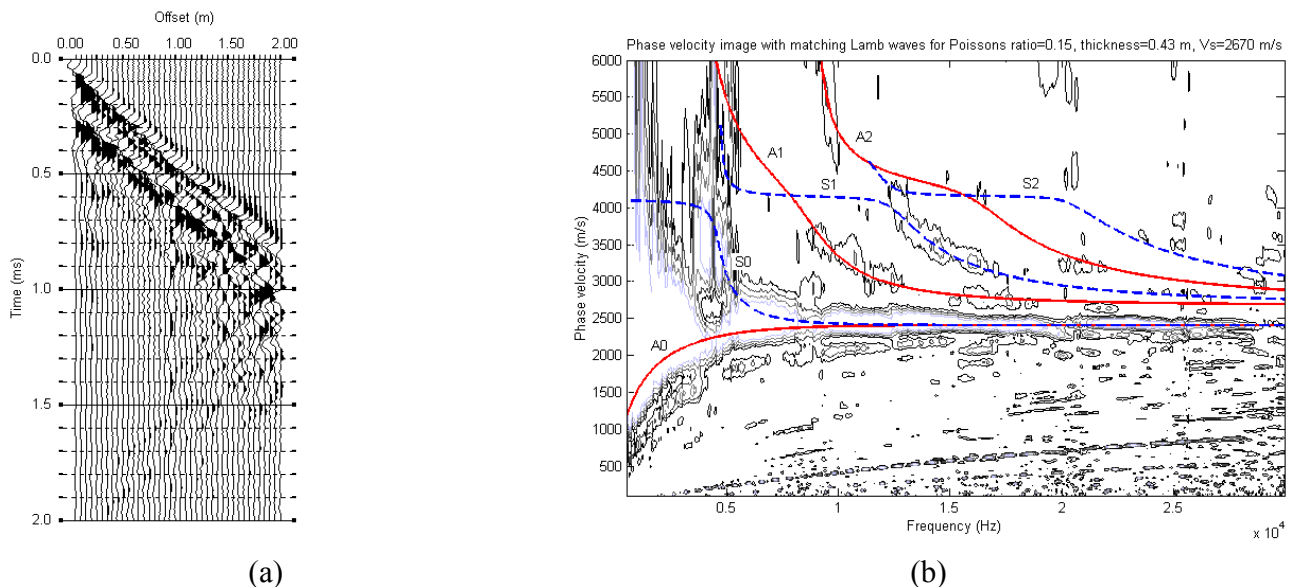 Offset (m)
0.00 0.50 1.00 1.50 2.00
0.0
0.5
1.0
1.5
2.0
Time (ms)
(a)
Phase velocity image with matching Lamb waves for Poissons ratio=0.15, thickness=0.43 m, Vs=2670 m/s
6000
5500
5000
4500
4000
3500
3000
2500
2000
1500
1000
500
Phase velocity (m/s)
A2
A1
S1
S2
S0
A0
0.5 1 1.5 2 2.5 3
Frequency (Hz)
x 10⁴
(b)